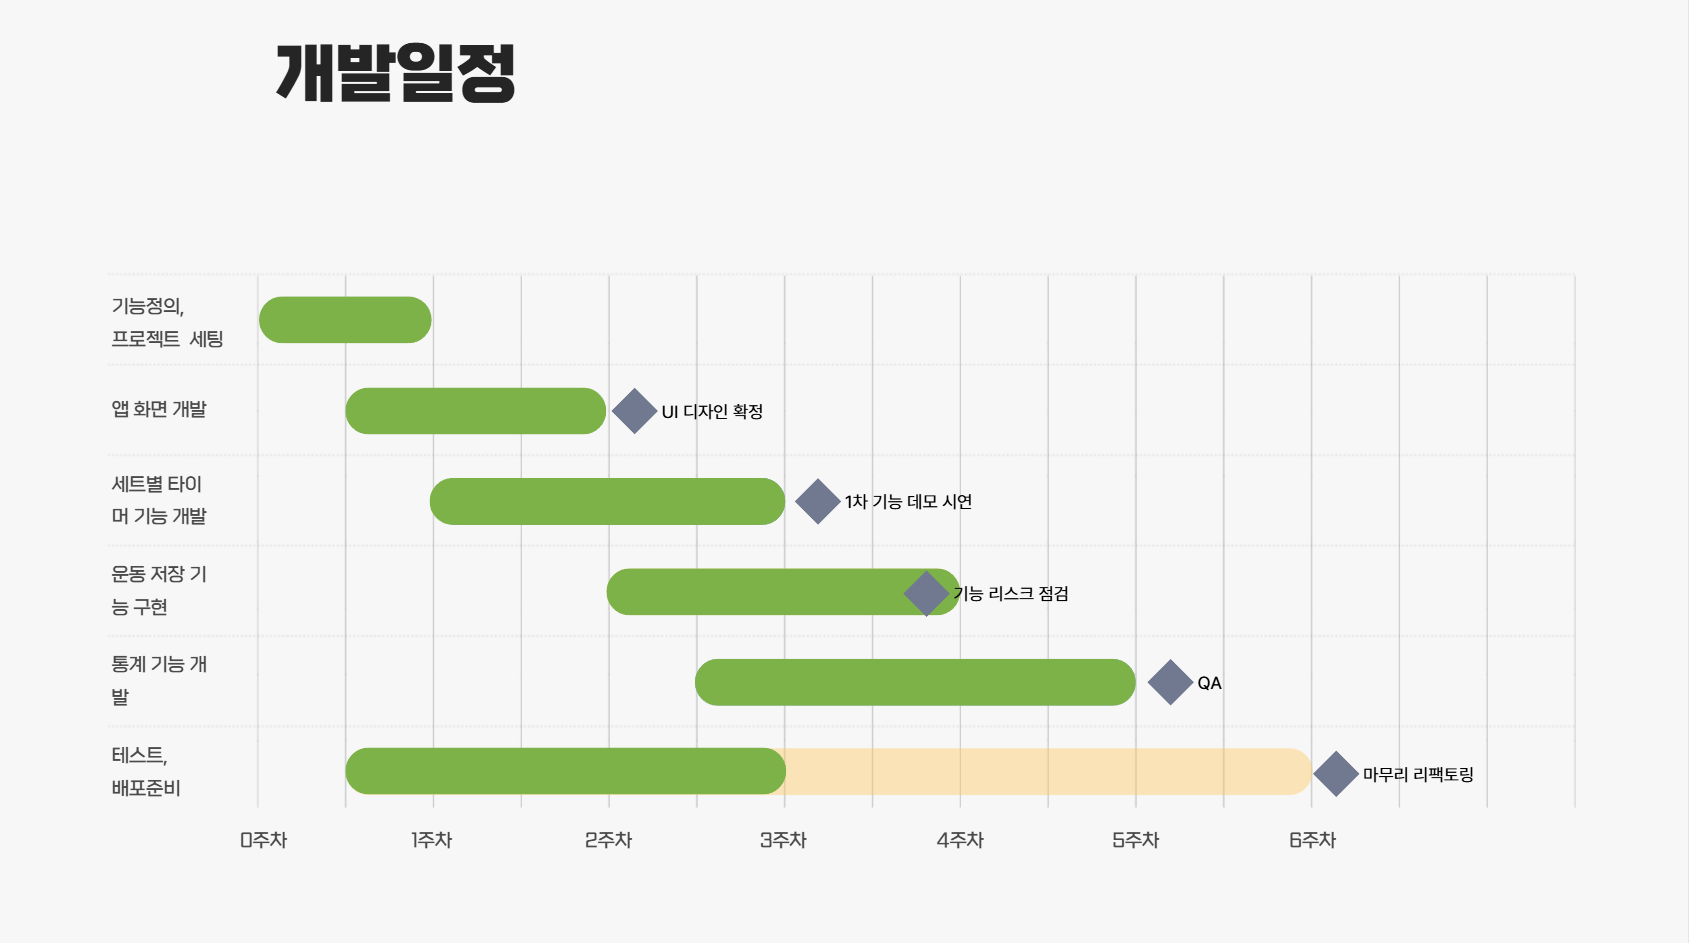 개발일정
기능정의,
프로젝트 세팅
앱 화면 개발
UI 디자인 확정
세트별 타이
머 기능 개발
1차 기능 데모 시연
운동 저장 기
능 구현
기능 리스크 점검
통계 기능 개
발
QA
테스트,
배포준비
마무리 리팩토링
0주차 1주차 2주차 3주차 4주차 5주차 6주차